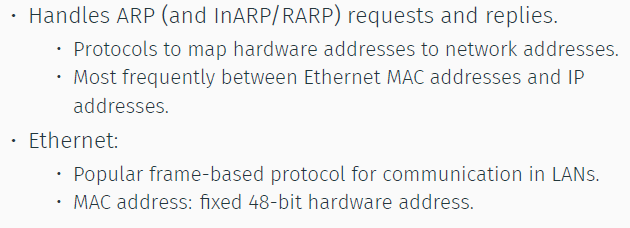 • Handles ARP (and InARP/RARP) requests and replies.
• Protocols to map hardware addresses to network addresses.
• Most frequently between Ethernet MAC addresses and IP
addresses.
• Ethernet:
• Popular frame-based protocol for communication in LANs.
• MAC address: fixed 48-bit hardware address.